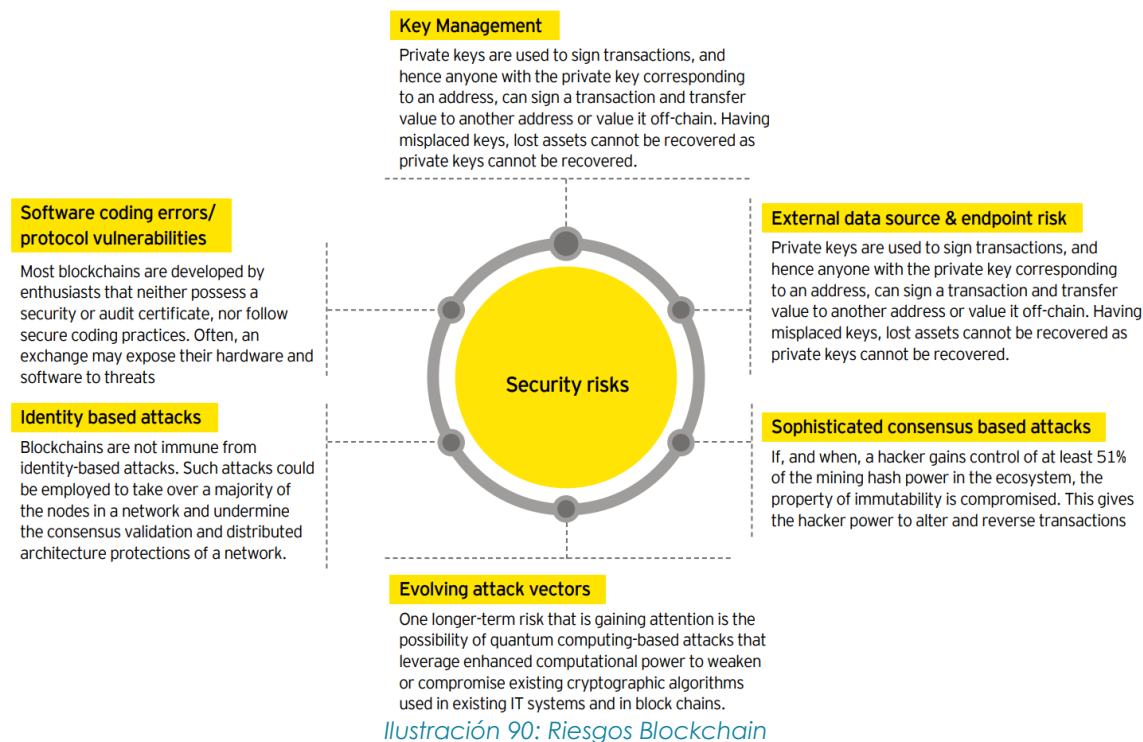 Key Management
Private keys are used to sign transactions, and
hence anyone with the private key corresponding
to an address, can sign a transaction and transfer
value to another address or value it off-chain. Having
misplaced keys, lost assets cannot be recovered as
private keys cannot be recovered.
Software coding errors/
protocol vulnerabilities
Most blockchains are developed by
enthusiasts that neither possess a
security or audit certificate, nor follow
secure coding practices. Often, an
exchange may expose their hardware and
software to threats
External data source & endpoint risk
Private keys are used to sign transactions, and
hence anyone with the private key corresponding
to an address, can sign a transaction and transfer
value to another address or value it off-chain. Having
misplaced keys, lost assets cannot be recovered as
private keys cannot be recovered.
Security risks
Identity based attacks
Blockchains are not immune from
identity-based attacks. Such attacks could
be employed to take over a majority of
the nodes in a network and undermine
the consensus validation and distributed
architecture protections of a network.
Sophisticated consensus based attacks
If, and when, a hacker gains control of at least 51%
of the mining hash power in the ecosystem, the
property of immutability is compromised. This gives
the hacker power to alter and reverse transactions
Evolving attack vectors
One longer-term risk that is gaining attention is the
possibility of quantum computing-based attacks that
leverage enhanced computational power to weaken
or compromise existing cryptographic algorithms
used in existing IT systems and in block chains.
Ilustración 90: Riesgos Blockchain